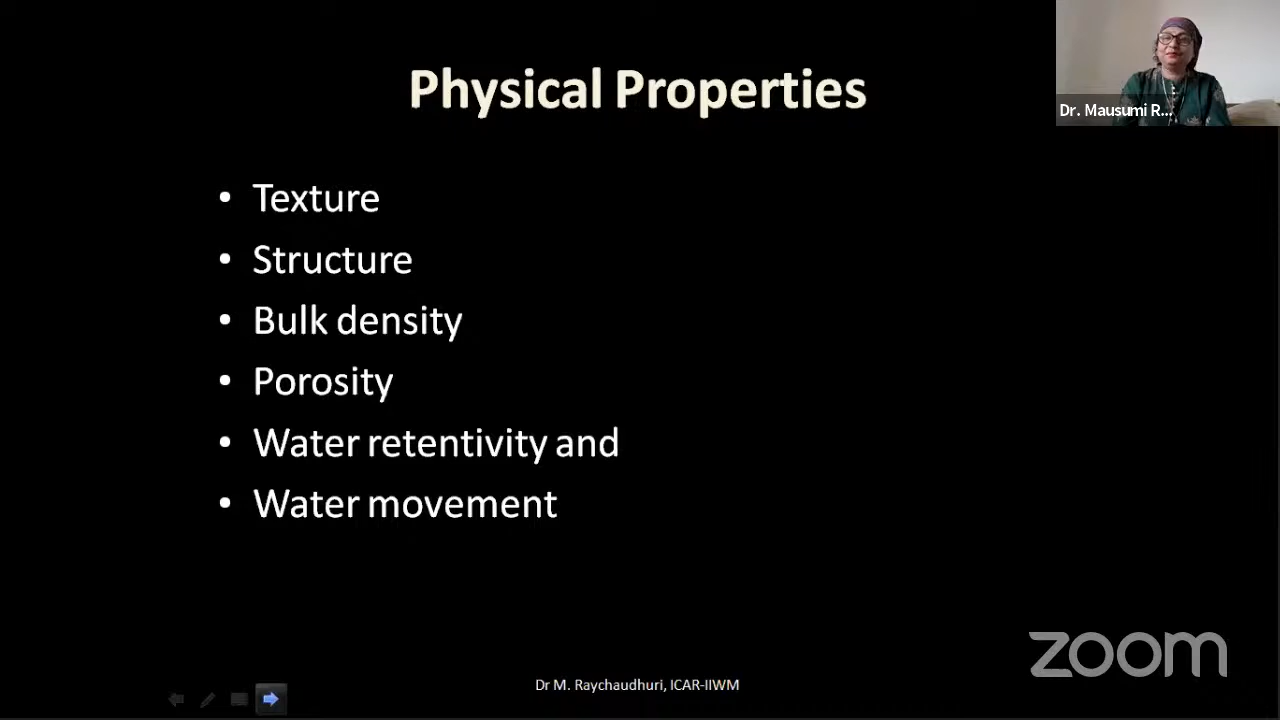 Physical Properties
Dr. Mausumi R...
• Texture
• Structure
• Bulk density
• Porosity
• Water retentivity and
• Water movement
zoom
Dr M. Raychaudhuri, ICAR-IIWM